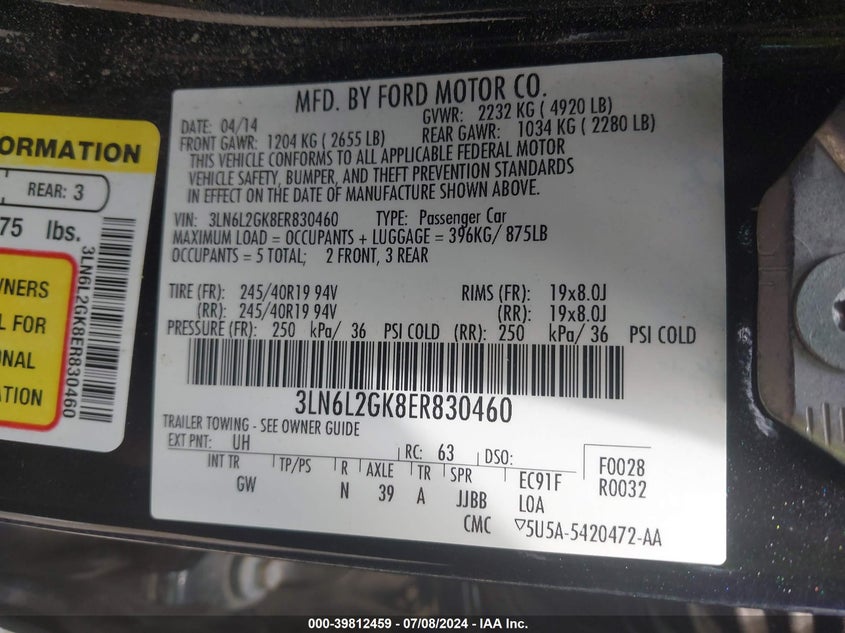 ORMATION
REAR: 3
75 lbs.
3LN6L2GK8ER830460
WNERS
L FOR
ONAL
ATION
MFD. BY FORD MOTOR CO.
DATE: 04/14 GVWR: 2232 KG ( 4920 LB)
FRONT GAWR: 1204 KG ( 2655 LB) REAR GAWR: 1034 KG ( 2280 LB)
THIS VEHICLE CONFORMS TO ALL APPLICABLE FEDERAL MOTOR
VEHICLE SAFETY, BUMPER, AND THEFT PREVENTION STANDARDS
IN EFFECT ON THE DATE OF MANUFACTURE SHOWN ABOVE.
VIN: 3LN6L2GK8ER830460 TYPE: Passenger Car
MAXIMUM LOAD = OCCUPANTS + LUGGAGE = 396KG/ 875LB
OCCUPANTS = 5 TOTAL; 2 FRONT, 3 REAR
TIRE (FR): 245/40R19 94V RIMS (FR): 19x8.0J
(RR): 245/40R19 94V (RR): 19x8.0J
PRESSURE (FR): 250 kPa/ 36 PSI COLD (RR): 250 kPa/ 36 PSI COLD
3LN6L2GK8ER830460
TRAILER TOWING - SEE OWNER GUIDE
EXT PNT: UH RC: 63 DSO: F0028
INT TR TP/PS R AXLE TR SPR EC91F R0032
GW N 39 A JJBB LOA
CMC ▽5U5A-5420472-AA
000-39812459 / 07/08/2024 - IAA Inc.